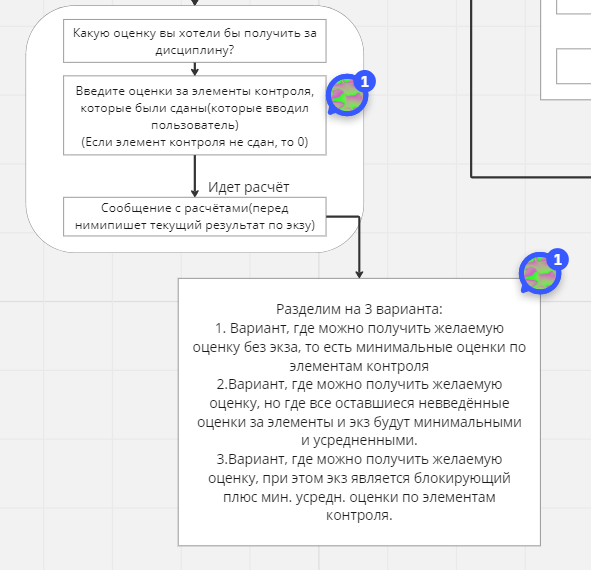 Какую оценку вы хотели бы получить за
дисциплину?
Введите оценки за элементы контроля,
которые были сданы(которые вводил
пользователь)
(Если элемент контроля не сдан, то 0)
1
Идет расчёт
Сообщение с расчётами(перед
нимипишет текущий результат по экзу)
1
Разделим на 3 варианта:
1. Вариант, где можно получить желаемую
оценку без экза, то есть минимальные оценки по
элементам контроля
2.Вариант, где можно получить желаемую
оценку, но где все оставшиеся невведённые
оценки за элементы и экз будут минимальными
и усредненными.
3.Вариант, где можно получить желаемую
оценку, при этом экз является блокирующий
плюс мин. усредн. оценки по элементам
контроля.